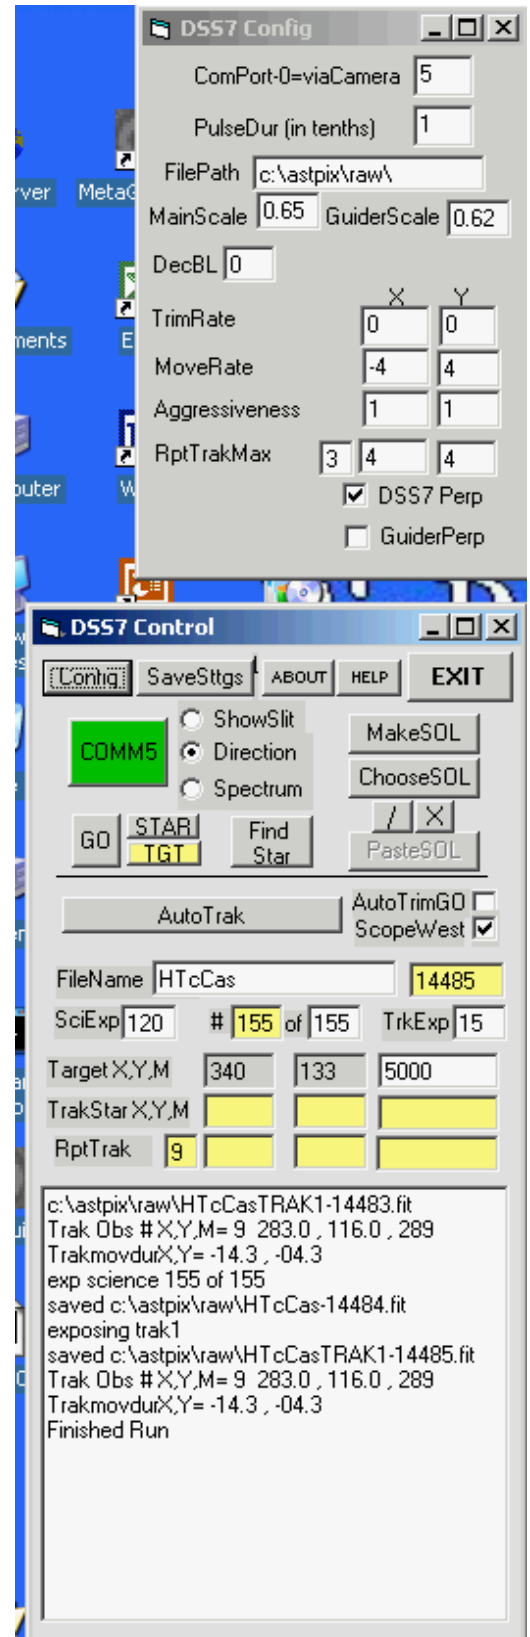 DSS7 Config
ComPort-0=viaCamera 5
PulseDur (in tenths) 1
FilePath c:\astpix\raw\
MainScale 0.65 GuiderScale 0.62
DecBL 0
X Y
TrimRate 0 0
MoveRate -4 4
Aggressiveness 1 1
RptTrakMax 3 4 4
DSS7 Perp
GuiderPerp
rver MetaG
ments E
outer W
DSS7 Control
Config SaveSttgs ABOUT HELP EXIT
COMM5
ShowSlit
Direction
Spectrum
MakeSOL
ChooseSOL
/ X
PasteSOL
GO STAR
TGT
Find
Star
AutoTrak
AutoTrimGO
ScopeWest
FileName HTcCas 14485
SciExp 120 # 155 of 155 TrkExp 15
Target X,Y,M 340 133 5000
TrakStar X,Y,M
RptTrak 9
c:\astpix\raw\HTcCasTRAK1-14483.fit
Trak Obs # X,Y,M= 9 283.0 , 116.0 , 289
TrakmovdurX,Y= -14.3 , -04.3
exp science 155 of 155
saved c:\astpix\raw\HTcCas-14484.fit
exposing trak1
saved c:\astpix\raw\HTcCasTRAK1-14485.fit
Trak Obs # X,Y,M= 9 283.0 , 116.0 , 289
TrakmovdurX,Y= -14.3 , -04.3
Finished Run